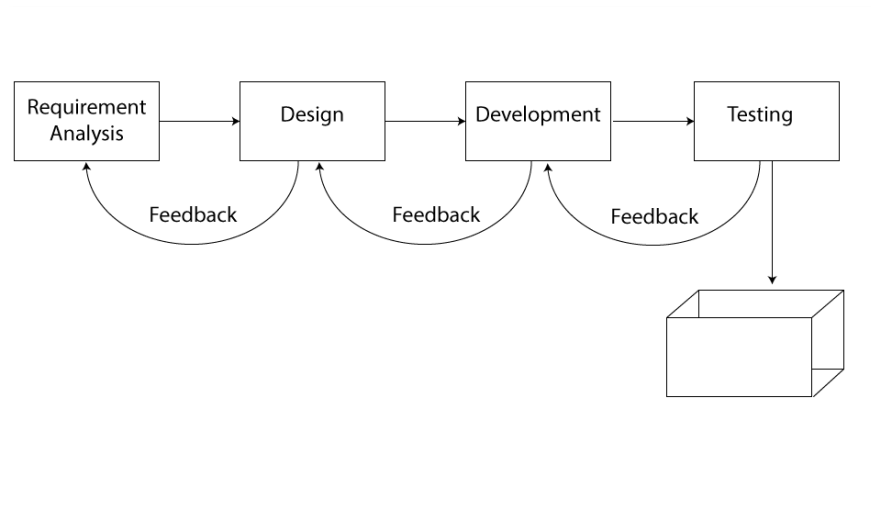 Requirement
Analysis
Design
Development
Testing
Feedback
Feedback
Feedback